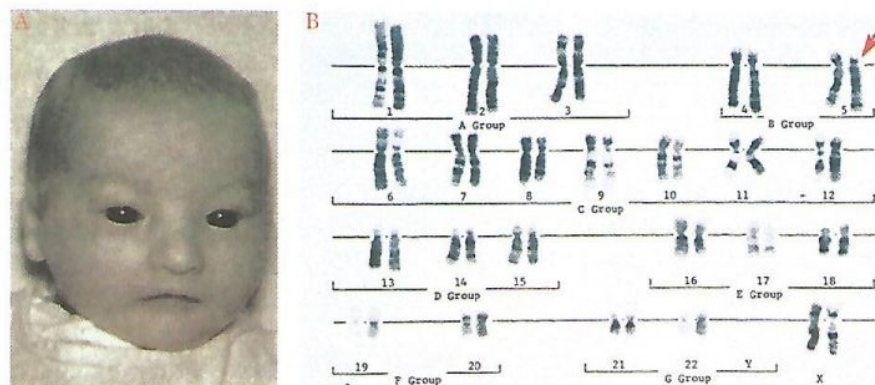 A
B
1 2 3 4 5
A Group B Group
6 7 8 9 10 11 12
C Group
13 14 15 16 17 18
D Group E Group
19 20 21 22 Y X
F Group G Group